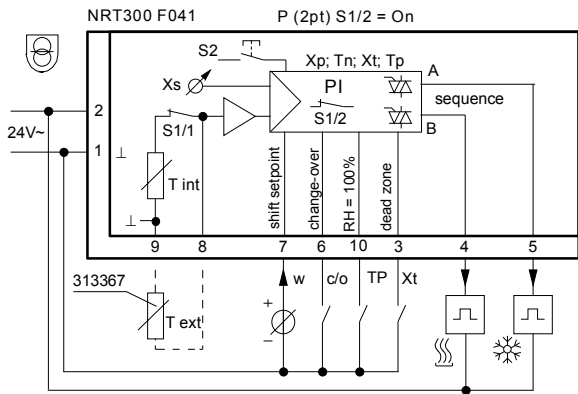 NRT300 F041 P (2pt) S1/2 = On
S2
Xp; Tn; Xt; Tp
A
Xs
PI
sequence
2
S1/1
S1/2
B
24V~
1
⊥
T int
shift setpoint
change-over
RH = 100%
dead zone
⊥
9 8 7 6 10 3 4 5
313367
w c/o TP Xt
+
T ext
–